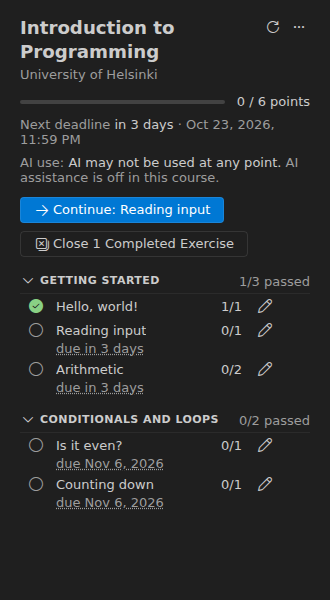 Introduction to
Programming
University of Helsinki
0 / 6 points
Next deadline in 3 days · Oct 23, 2026,
11:59 PM
AI use: AI may not be used at any point. AI
assistance is off in this course.
Continue: Reading input
Close 1 Completed Exercise
GETTING STARTED 1/3 passed
Hello, world! 1/1
Reading input 0/1
due in 3 days
Arithmetic 0/2
due in 3 days
CONDITIONALS AND LOOPS 0/2 passed
Is it even? 0/1
due Nov 6, 2026
Counting down 0/1
due Nov 6, 2026